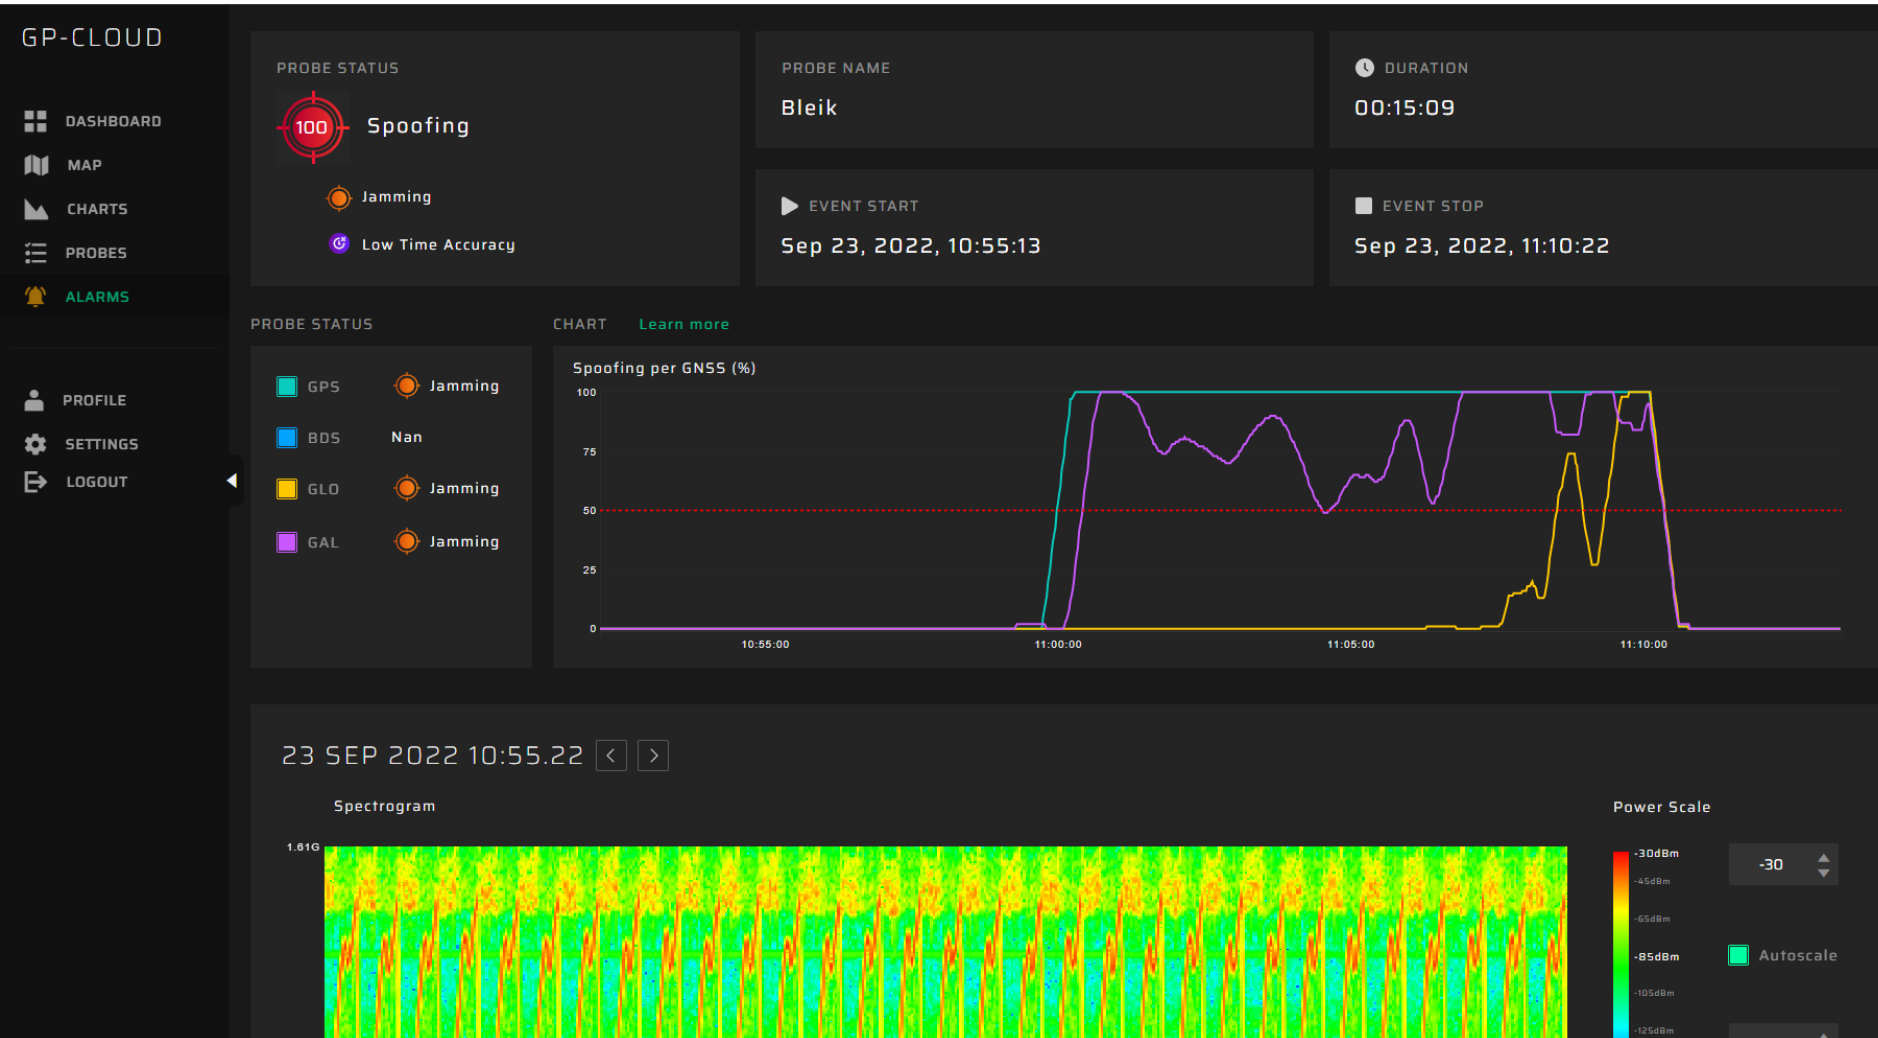 GP-CLOUD
DASHBOARD
MAP
CHARTS
PROBES
ALARMS
PROFILE
SETTINGS
LOGOUT
PROBE STATUS
100
Spoofing
Jamming
Low Time Accuracy
PROBE NAME
Bleik
DURATION
00:15:09
EVENT START
Sep 23, 2022, 10:55:13
EVENT STOP
Sep 23, 2022, 11:10:22
PROBE STATUS
GPS Jamming
BDS Nan
GLO Jamming
GAL Jamming
CHART Learn more
Spoofing per GNSS (%)
100
75
50
25
0
10:55:00 11:00:00 11:05:00 11:10:00
23 SEP 2022 10:55.22
Spectrogram
1.61G
Power Scale
-30dBm
-45dBm
-65dBm
-85dBm
-105dBm
-125dBm
-30
Autoscale